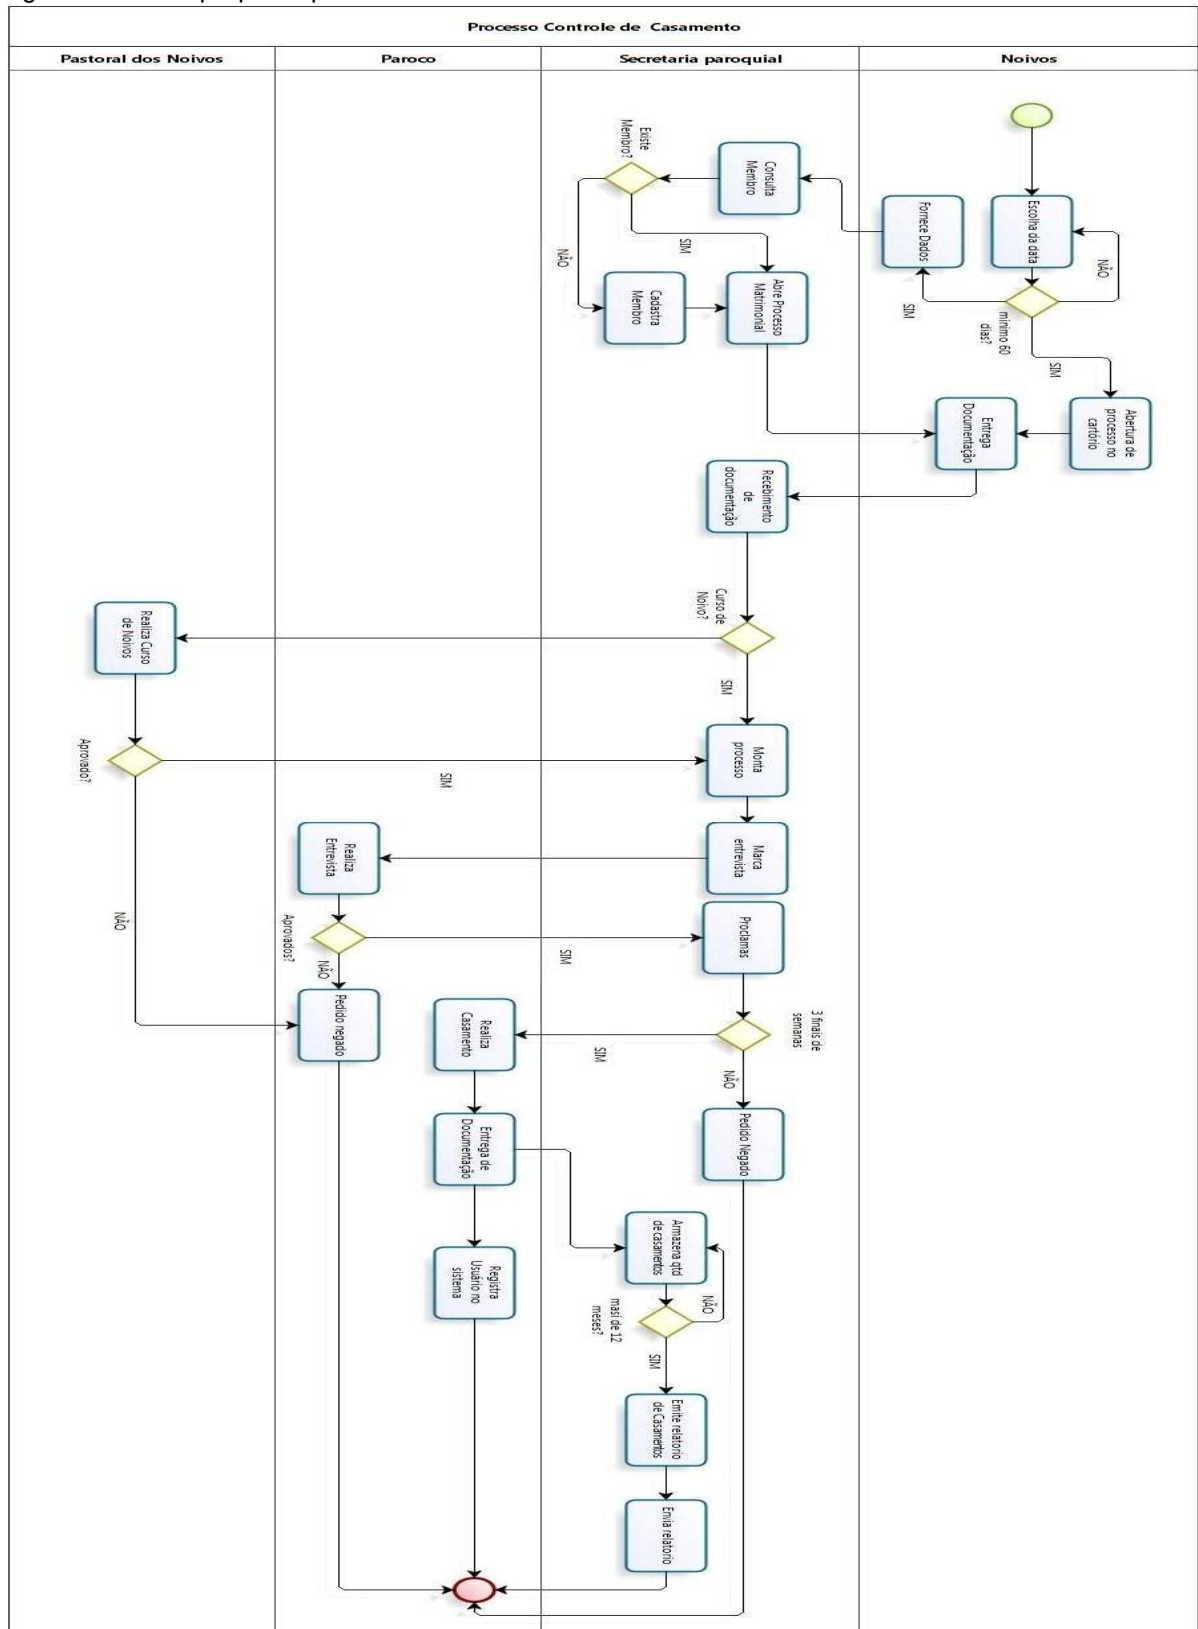 Processo Controle de Casamento
Pastoral dos Noivos
Paroco
Secretaria paroquial
Noivos
Existe
Membro?
Consulta
Membro
Fornece Dados
Escolha da data
NÃO
SIM
NÃO
Cadastra
Membro
Abre Processo
Matrimonial
SIM
minimo 60
dias?
SIM
Entrega
Documentação
Abertura de
processo no
cartório
Recebimento
de
documentação
Realiza Curso
de Noivos
Curso de
Noivo?
SIM
Aprovado?
SIM
Monta
processo
Realiza
Entrevista
Marca
entrevista
NÃO
Aprovados?
NÃO
SIM
Proclamas
Pedido negado
Realiza
Casamento
SIM
3 finais de
semanas
NÃO
Entrega de
Documentação
Pedido Negado
Registra
Usuário no
sistema
Armazena qtd
de casamentos
NÃO
masi de 12
meses?
SIM
Emite relatorio
de Casamentos
Envia relatorio